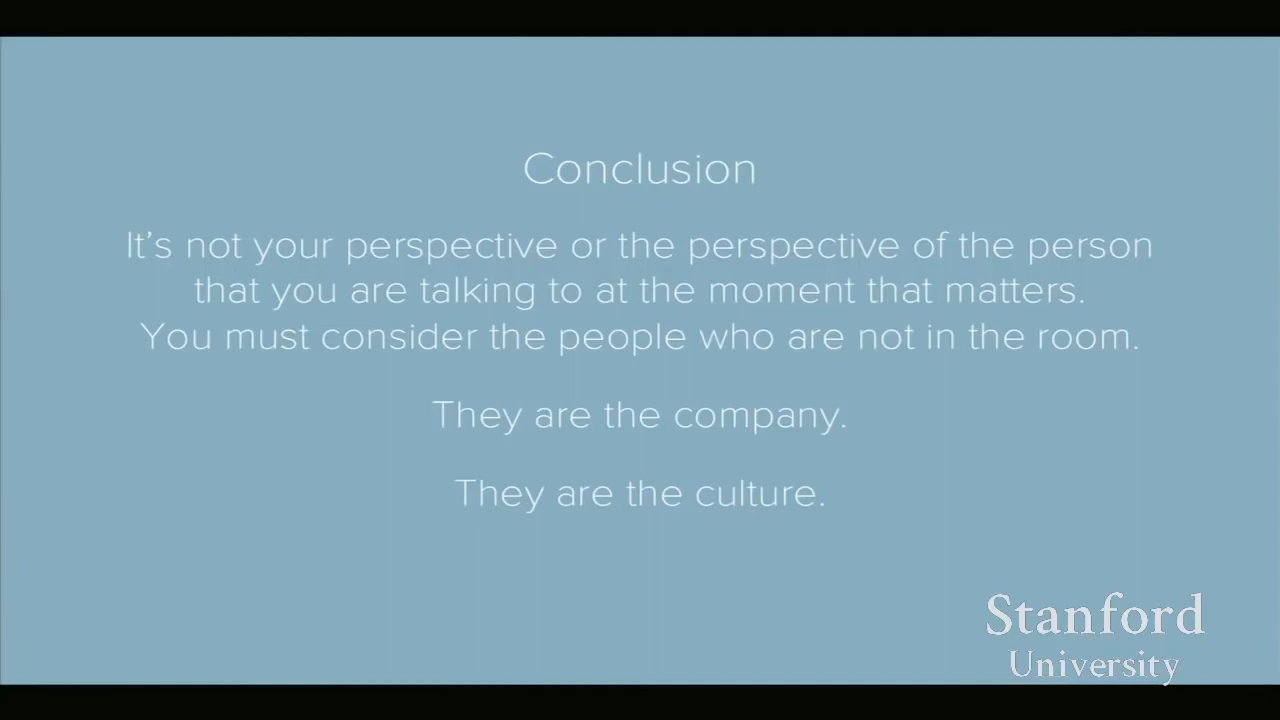 Conclusion
It's not your perspective or the perspective of the person
that you are talking to at the moment that matters.
You must consider the people who are not in the room.
They are the company.
They are the culture.
Stanford
University